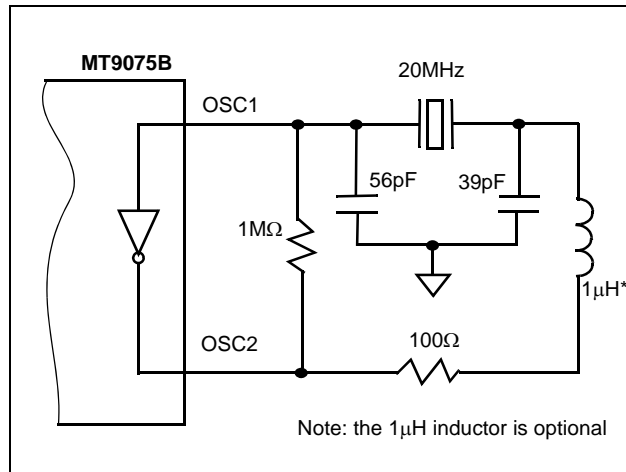 MT9075B
20MHz
OSC1
56pF
39pF
1MΩ
1µH*
OSC2
100Ω
Note: the 1µH inductor is optional